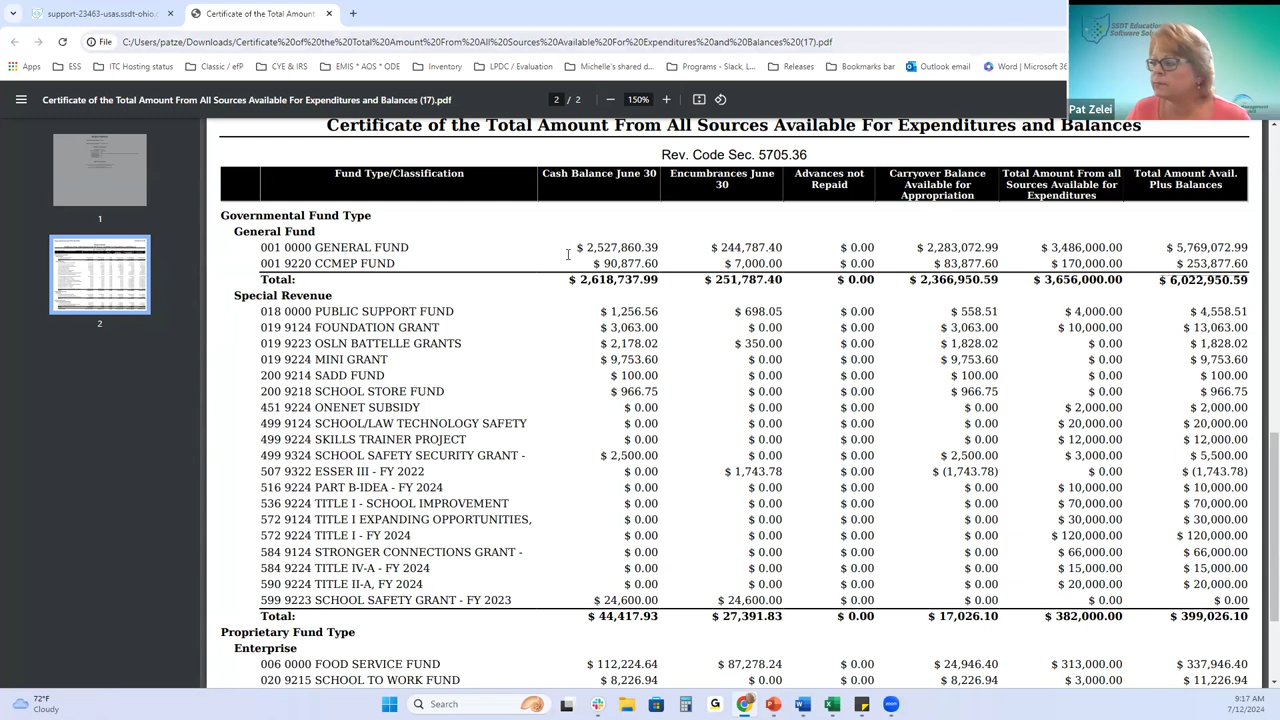 support-23463-usas.ssdt-ohio.
Certificate of the Total Amount
File C:/Users/patze/Downloads/Certificate%20of%20the%20Total%20Amount%20From%20All%20Sources%20Available%20For%20Expenditures%20and%20Balances%20(17).pdf
Apps ESS ITC Hosting status Classic / efP CYE & IRS EMIS * AOS * ODE Inventory LPDC / Evaluation Michelle's shared d... Programs - Slack, L... Releases Bookmarks bar Outlook email Word | Microsoft 36
SSDT Education
Software Sol
Pat Zelei
Certificate of the Total Amount From All Sources Available For Expenditures and Balances (17).pdf 2 / 2 150%
1
2
Certificate of the Total Amount From All Sources Available For Expenditures and Balances
Rev. Code Sec. 5705.36
Fund Type/Classification Cash Balance June 30 Encumbrances June 30 Advances not Repaid Carryover Balance Available for Appropriation Total Amount From all Sources Available for Expenditures Total Amount Avail. Plus Balances
Governmental Fund Type
General Fund
001 0000 GENERAL FUND $ 2,527,860.39 $ 244,787.40 $ 0.00 $ 2,283,072.99 $ 3,486,000.00 $ 5,769,072.99
001 9220 CCMEP FUND $ 90,877.60 $ 7,000.00 $ 0.00 $ 83,877.60 $ 170,000.00 $ 253,877.60
Total: $ 2,618,737.99 $ 251,787.40 $ 0.00 $ 2,366,950.59 $ 3,656,000.00 $ 6,022,950.59
Special Revenue
018 0000 PUBLIC SUPPORT FUND $ 1,256.56 $ 698.05 $ 0.00 $ 558.51 $ 4,000.00 $ 4,558.51
019 9124 FOUNDATION GRANT $ 3,063.00 $ 0.00 $ 0.00 $ 3,063.00 $ 10,000.00 $ 13,063.00
019 9223 OSLN BATTELLE GRANTS $ 2,178.02 $ 350.00 $ 0.00 $ 1,828.02 $ 0.00 $ 1,828.02
019 9224 MINI GRANT $ 9,753.60 $ 0.00 $ 0.00 $ 9,753.60 $ 0.00 $ 9,753.60
200 9214 SADD FUND $ 100.00 $ 0.00 $ 0.00 $ 100.00 $ 0.00 $ 100.00
200 9218 SCHOOL STORE FUND $ 966.75 $ 0.00 $ 0.00 $ 966.75 $ 0.00 $ 966.75
451 9224 ONENET SUBSIDY $ 0.00 $ 0.00 $ 0.00 $ 0.00 $ 2,000.00 $ 2,000.00
499 9124 SCHOOL/LAW TECHNOLOGY SAFETY $ 0.00 $ 0.00 $ 0.00 $ 0.00 $ 20,000.00 $ 20,000.00
499 9224 SKILLS TRAINER PROJECT $ 0.00 $ 0.00 $ 0.00 $ 0.00 $ 12,000.00 $ 12,000.00
499 9324 SCHOOL SAFETY SECURITY GRANT - $ 2,500.00 $ 0.00 $ 0.00 $ 2,500.00 $ 3,000.00 $ 5,500.00
507 9322 ESSER III - FY 2022 $ 0.00 $ 1,743.78 $ 0.00 $ (1,743.78) $ 0.00 $ (1,743.78)
516 9224 PART B-IDEA - FY 2024 $ 0.00 $ 0.00 $ 0.00 $ 0.00 $ 10,000.00 $ 10,000.00
536 9224 TITLE I - SCHOOL IMPROVEMENT $ 0.00 $ 0.00 $ 0.00 $ 0.00 $ 70,000.00 $ 70,000.00
572 9124 TITLE I EXPANDING OPPORTUNITIES, $ 0.00 $ 0.00 $ 0.00 $ 0.00 $ 30,000.00 $ 30,000.00
572 9224 TITLE I - FY 2024 $ 0.00 $ 0.00 $ 0.00 $ 0.00 $ 120,000.00 $ 120,000.00
584 9124 STRONGER CONNECTIONS GRANT - $ 0.00 $ 0.00 $ 0.00 $ 0.00 $ 66,000.00 $ 66,000.00
584 9224 TITLE IV-A - FY 2024 $ 0.00 $ 0.00 $ 0.00 $ 0.00 $ 15,000.00 $ 15,000.00
590 9224 TITLE II-A, FY 2024 $ 0.00 $ 0.00 $ 0.00 $ 0.00 $ 20,000.00 $ 20,000.00
599 9223 SCHOOL SAFETY GRANT - FY 2023 $ 24,600.00 $ 24,600.00 $ 0.00 $ 0.00 $ 0.00 $ 0.00
Total: $ 44,417.93 $ 27,391.83 $ 0.00 $ 17,026.10 $ 382,000.00 $ 399,026.10
Proprietary Fund Type
Enterprise
006 0000 FOOD SERVICE FUND $ 112,224.64 $ 87,278.24 $ 0.00 $ 24,946.40 $ 313,000.00 $ 337,946.40
020 9215 SCHOOL TO WORK FUND $ 8,226.94 $ 0.00 $ 0.00 $ 8,226.94 $ 3,000.00 $ 11,226.94
72°F
Cloudy
Search
9:17 AM
7/12/2024